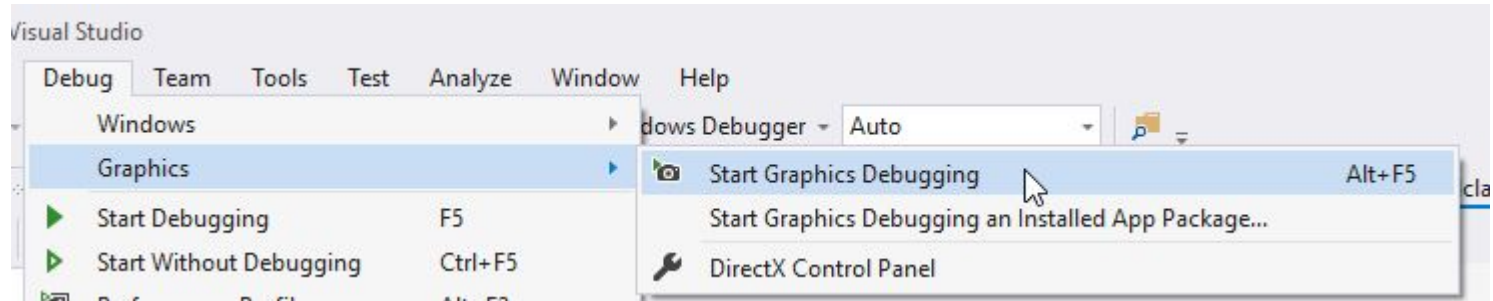 Visual Studio
Debug Team Tools Test Analyze Window Help
Windows
dows Debugger Auto
Graphics
Start Graphics Debugging Alt+F5
Start Debugging F5
Start Graphics Debugging an Installed App Package...
Start Without Debugging Ctrl+F5
DirectX Control Panel